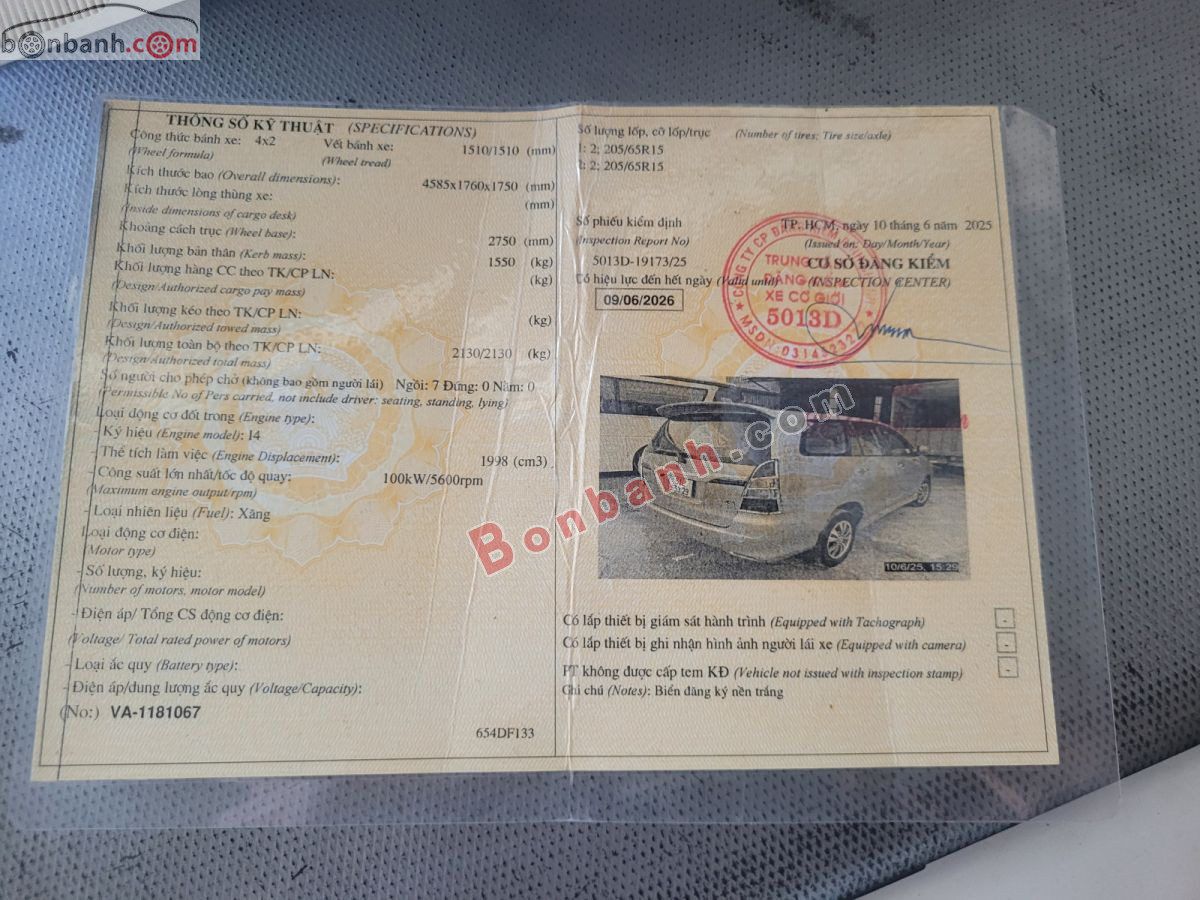 bonbanh.com
THÔNG SỐ KỸ THUẬT (SPECIFICATIONS)
Công thức bánh xe: 4x2 Vết bánh xe: 1510/1510 (mm)
(Wheel formula) (Wheel tread)
Kích thước bao (Overall dimensions): 4585x1760x1750 (mm)
Kích thước lòng thùng xe: (mm)
(Inside dimensions of cargo desk)
Khoảng cách trục (Wheel base): 2750 (mm)
Khối lượng bản thân (Kerb mass): 1550 (kg)
Khối lượng hàng CC theo TK/CP LN: (kg)
(Design/Authorized cargo pay mass)
Khối lượng kéo theo TK/CP LN: (kg)
(Design/Authorized towed mass)
Khối lượng toàn bộ theo TK/CP LN: 2130/2130 (kg)
(Design/Authorized total mass)
Số người cho phép chở (không bao gồm người lái) Ngồi: 7 Đứng: 0 Nằm: 0
(Permissible No of Pers carried, not include driver: seating, standing, lying)
Loại động cơ đốt trong (Engine type):
- Ký hiệu (Engine model): I4
- Thể tích làm việc (Engine Displacement): 1998 (cm3)
- Công suất lớn nhất/tốc độ quay: 100kW/5600rpm
(Maximum engine output/rpm)
- Loại nhiên liệu (Fuel): Xăng
Loại động cơ điện:
(Motor type)
- Số lượng, ký hiệu:
(Number of motors, motor model)
- Điện áp/ Tổng CS động cơ điện:
(Voltage/ Total rated power of motors)
- Loại ắc quy (Battery type):
- Điện áp/dung lượng ắc quy (Voltage/Capacity):
(No:) VA-1181067
654DF133
Số lượng lốp, cỡ lốp/trục (Number of tires; Tire size/axle)
1: 2; 205/65R15
2: 2; 205/65R15
Số phiếu kiểm định
(Inspection Report No)
5013D-19173/25
Có hiệu lực đến hết ngày (Valid until)
09/06/2026
TP. HCM, ngày 10 tháng 6 năm 2025
(Issued on: Day/Month/Year)
CƠ SỞ ĐĂNG KIỂM
(INSPECTION CENTER)
TRUNG TÂM
ĐĂNG KIỂM
XE CƠ GIỚI
5013D
10/6/25, 15:29
Bonbanh.com
Có lắp thiết bị giám sát hành trình (Equipped with Tachograph) -
Có lắp thiết bị ghi nhận hình ảnh người lái xe (Equipped with camera) -
PT không được cấp tem KĐ (Vehicle not issued with inspection stamp) -
Ghi chú (Notes): Biển đăng ký nền trắng